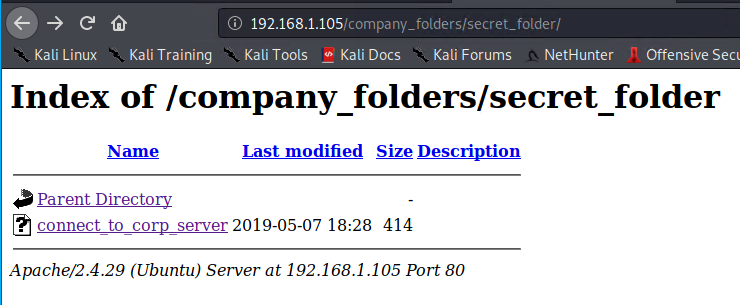 192.168.1.105/company_folders/secret_folder/
Kali Linux Kali Training Kali Tools Kali Docs Kali Forums NetHunter Offensive Secu
Index of /company_folders/secret_folder
Name Last modified Size Description
Parent Directory -
connect_to_corp_server 2019-05-07 18:28 414
Apache/2.4.29 (Ubuntu) Server at 192.168.1.105 Port 80